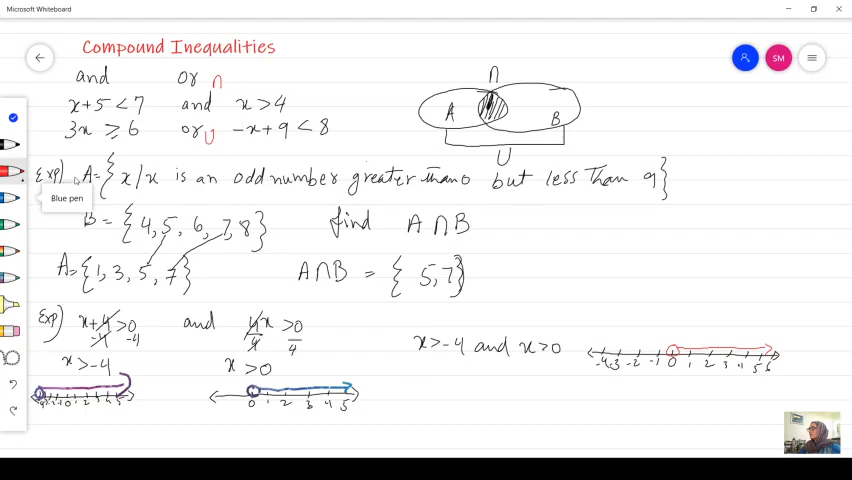 Microsoft Whiteboard
Compound Inequalities
SM
and or ∩
x+5 < 7 and x > 4
3x ≥ 6 or ∪ -x + 9 < 8
∩
A B
U
Exp) A = { x/x is an odd number greater than 0 but less than 9}
Blue pen
B = {4, 5, 6, 7, 8} find A ∩ B
A = {1, 3, 5, 7} A ∩ B = {5, 7}
Exp) x+4 > 0 and 4x > 0
-4 -4 4 4
x > -4 x > 0
x > -4 and x > 0
-4 -3 -2 -1 0 1 2 3 4 5 6
0 1 2 3 4 5